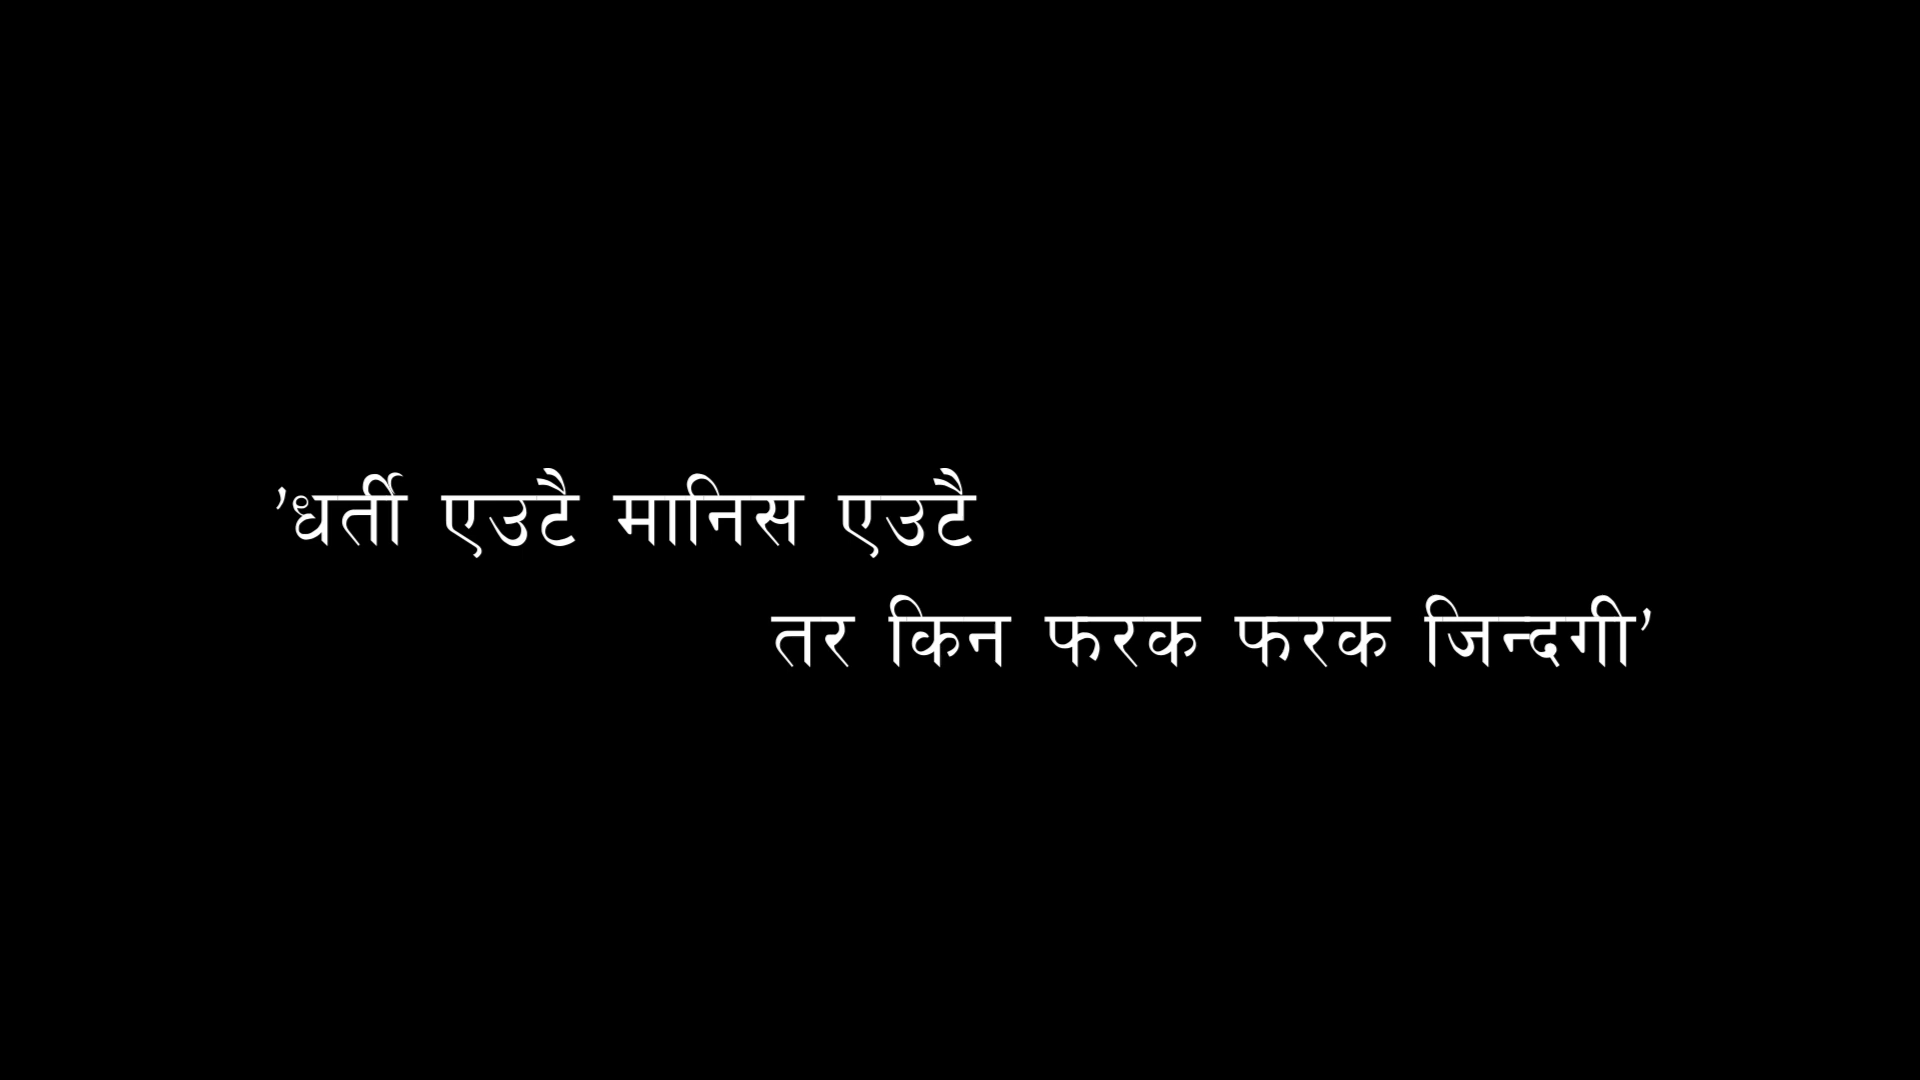 ’धर्ती एउटै मानिस एउटै
तर किन फरक फरक जिन्दगी’